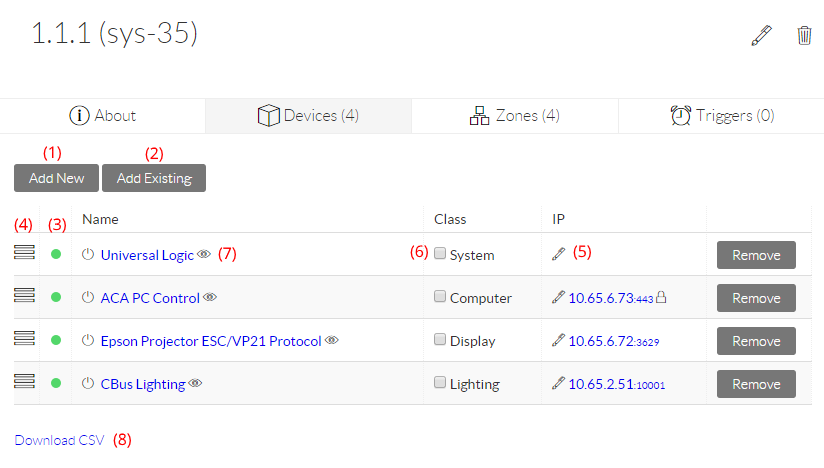 1.1.1 (sys-35)
About Devices (4) Zones (4) Triggers (0)
(1) (2)
Add New Add Existing
(4) (3) Name Class IP
Universal Logic (7) (6) System (5) Remove
ACA PC Control Computer 10.65.6.73:443 Remove
Epson Projector ESC/VP21 Protocol Display 10.65.6.72:3629 Remove
CBus Lighting Lighting 10.65.2.51:10001 Remove
Download CSV (8)